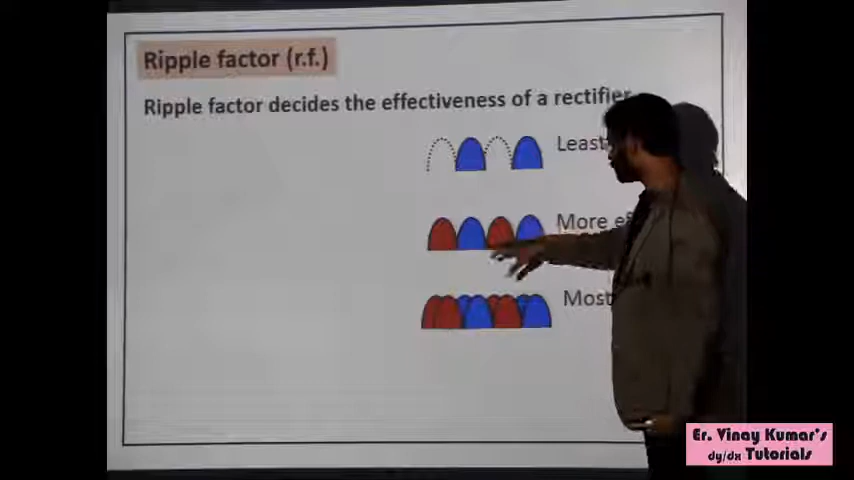 Ripple factor (r.f.)
Ripple factor decides the effectiveness of a rectifier
Least
More
Most
Er. Vinay Kumar's
dy/dx Tutorials